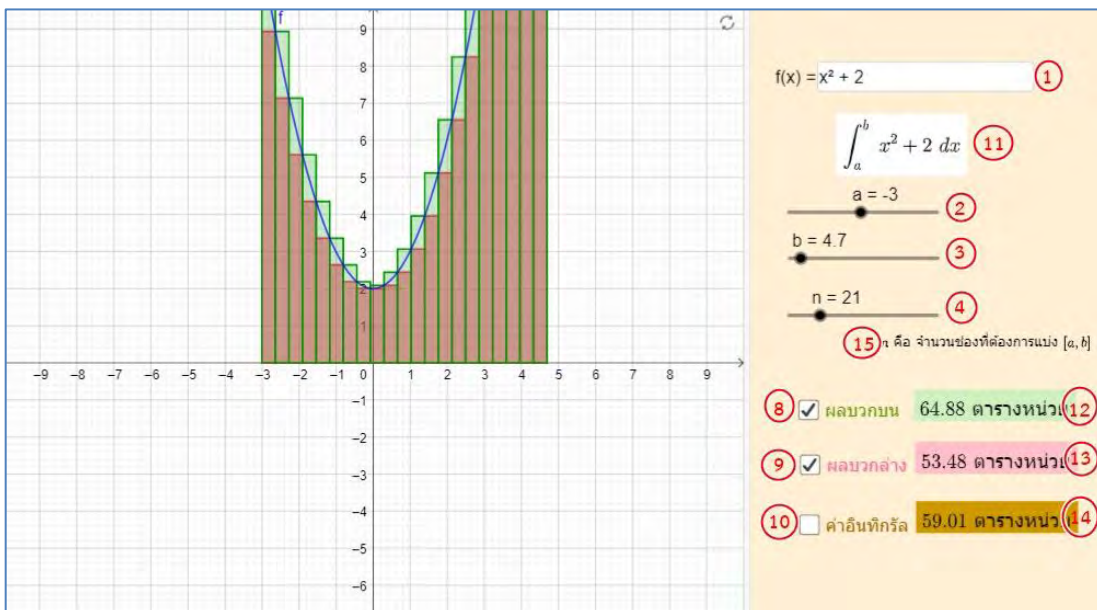 f
9
8
7
6
5
4
3
2
1
−9 −8 −7 −6 −5 −4 −3 −2 −1 0 1 2 3 4 5 6 7 8 9
−1
−2
−3
−4
−5
−6
f(x) = x² + 2 1
∫ₐᵇ x² + 2 dx 11
a = -3
2
b = 4.7
3
n = 21
4
15 n คือ จำนวนช่องที่ต้องการแบ่ง [a, b]
8 ผลบวกบน 64.88 ตารางหน่วย 12
9 ผลบวกล่าง 53.48 ตารางหน่วย 13
10 ค่าอินทิกรัล 59.01 ตารางหน่วย 14